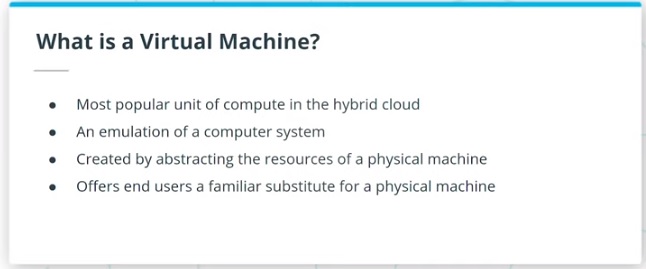 What is a Virtual Machine?
• Most popular unit of compute in the hybrid cloud
• An emulation of a computer system
• Created by abstracting the resources of a physical machine
• Offers end users a familiar substitute for a physical machine